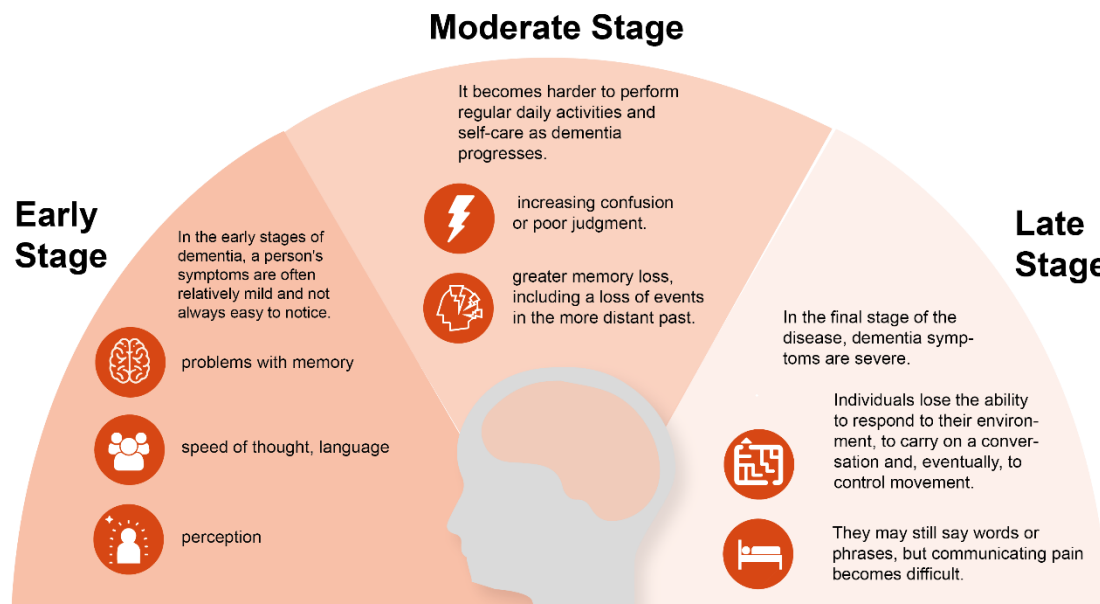 Moderate Stage
It becomes harder to perform
regular daily activities and
self-care as dementia
progresses.
increasing confusion
or poor judgment.
greater memory loss,
including a loss of events
in the more distant past.
Early
Stage
In the early stages of
dementia, a person's
symptoms are often
relatively mild and not
always easy to notice.
problems with memory
speed of thought, language
perception
Late
Stage
In the final stage of the
disease, dementia symp-
toms are severe.
Individuals lose the ability
to respond to their environ-
ment, to carry on a conver-
sation and, eventually, to
control movement.
They may still say words or
phrases, but communicating pain
becomes difficult.